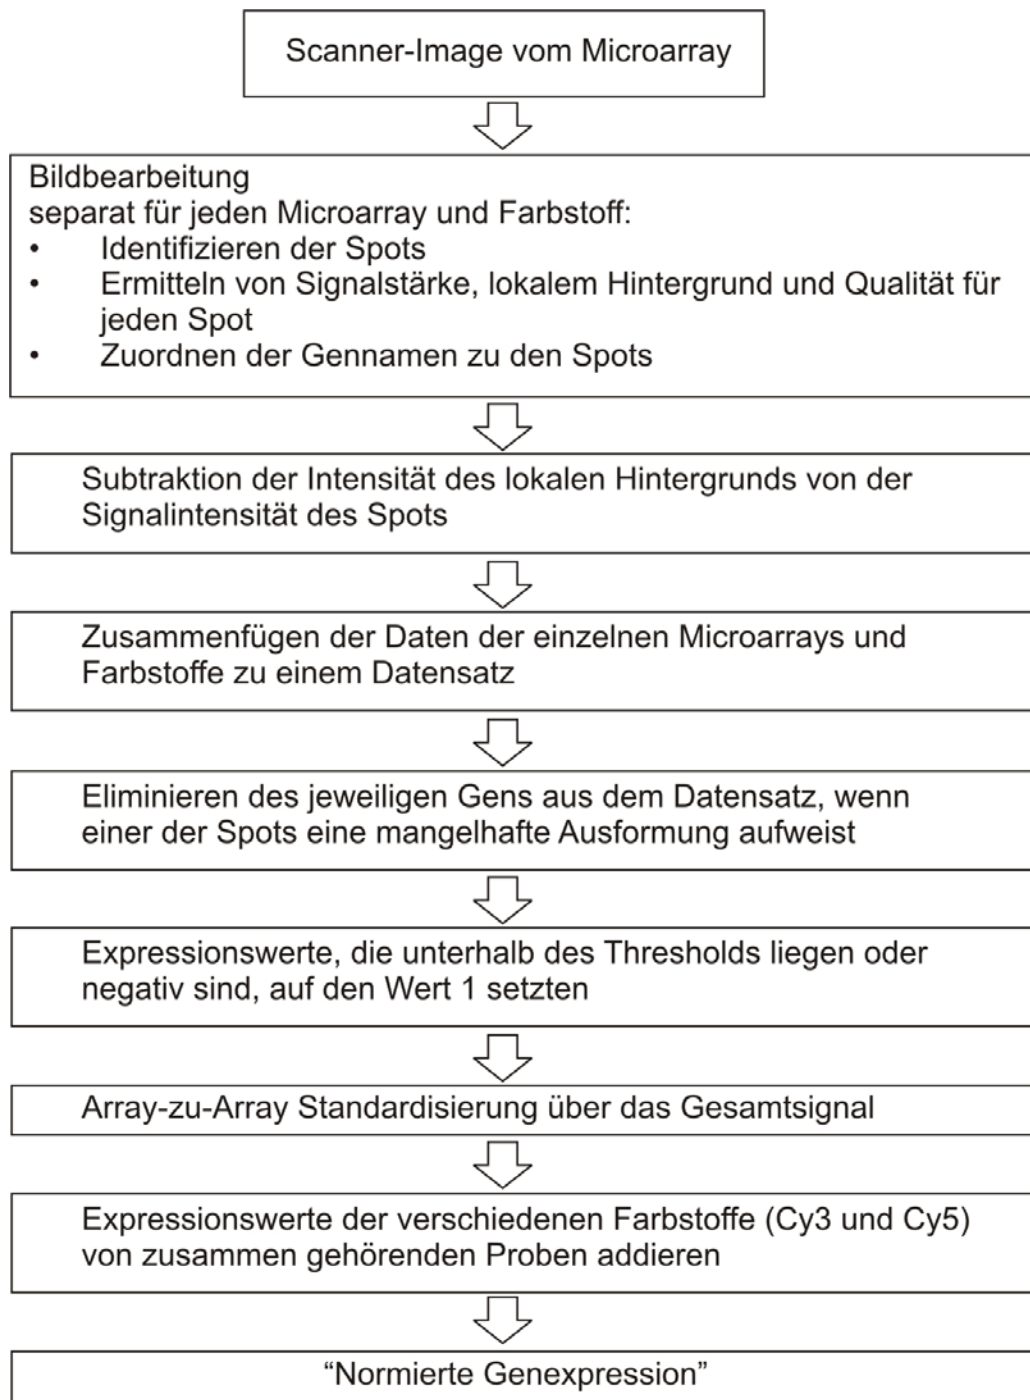 Scanner-Image vom Microarray
Bildbearbeitung
separat für jeden Microarray und Farbstoff:
• Identifizieren der Spots
• Ermitteln von Signalstärke, lokalem Hintergrund und Qualität für
jeden Spot
• Zuordnen der Gennamen zu den Spots
Subtraktion der Intensität des lokalen Hintergrunds von der
Signalintensität des Spots
Zusammenfügen der Daten der einzelnen Microarrays und
Farbstoffe zu einem Datensatz
Eliminieren des jeweiligen Gens aus dem Datensatz, wenn
einer der Spots eine mangelhafte Ausformung aufweist
Expressionswerte, die unterhalb des Thresholds liegen oder
negativ sind, auf den Wert 1 setzten
Array-zu-Array Standardisierung über das Gesamtsignal
Expressionswerte der verschiedenen Farbstoffe (Cy3 und Cy5)
von zusammen gehörenden Proben addieren
“Normierte Genexpression”